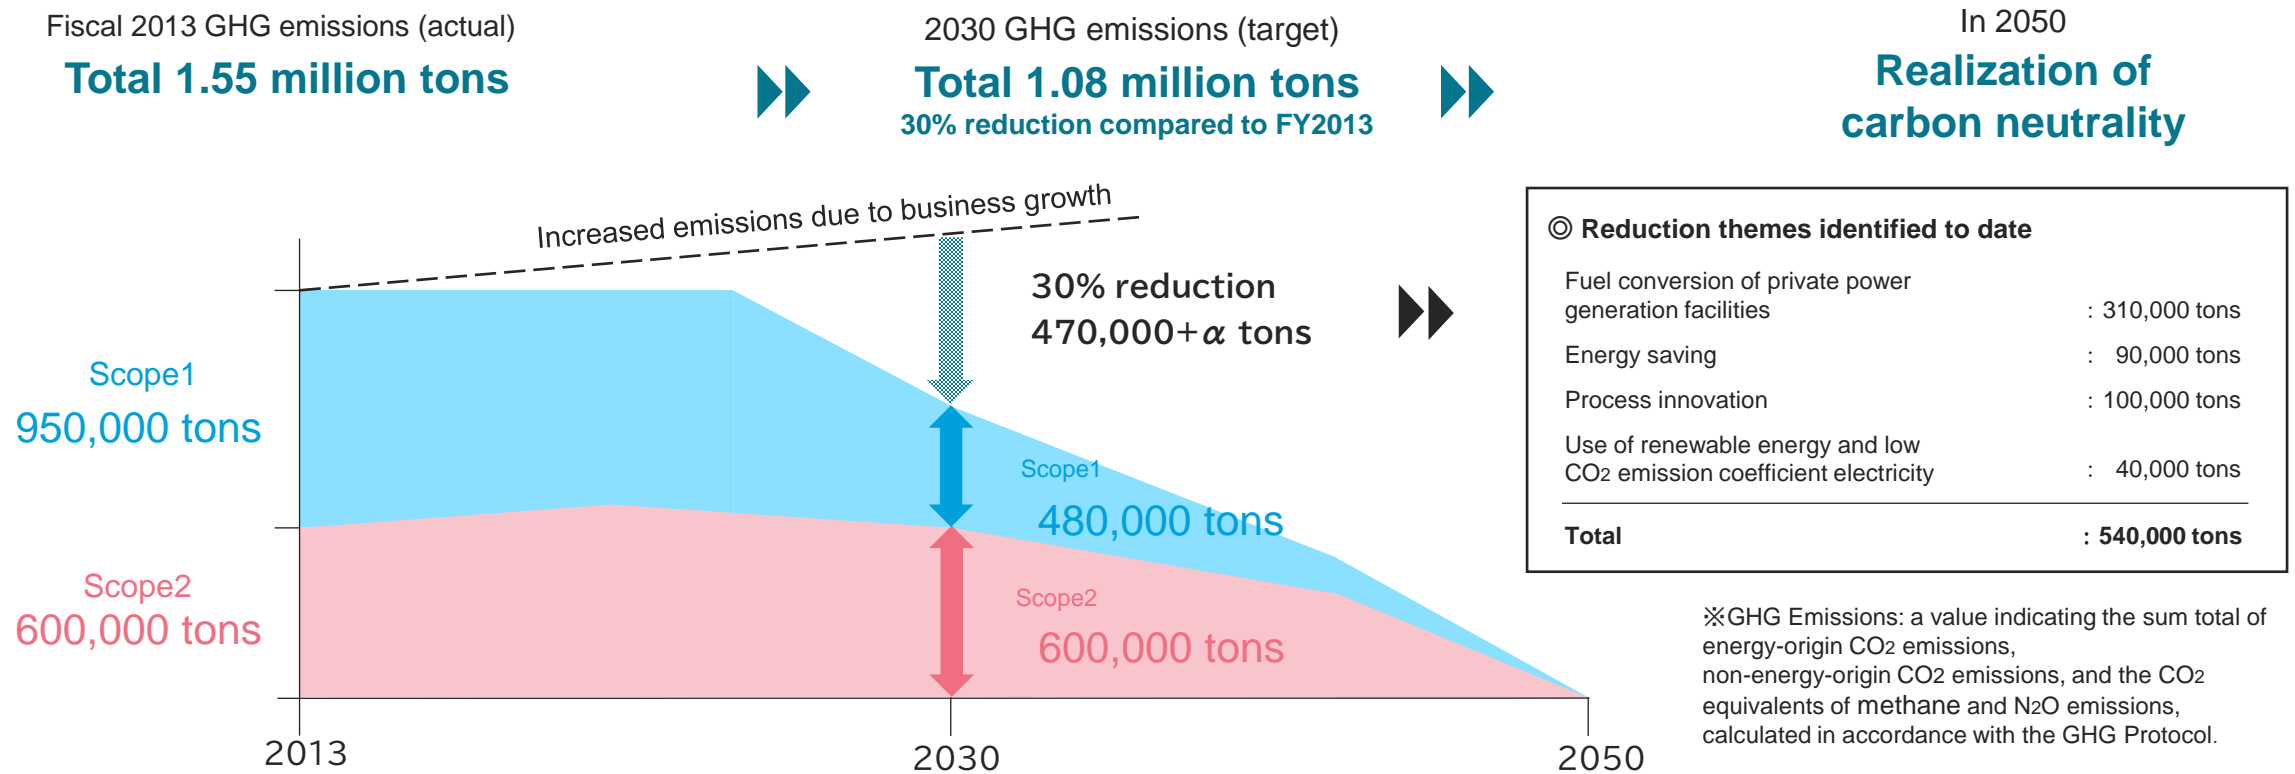 Fiscal 2013 GHG emissions (actual)
Total 1.55 million tons
2030 GHG emissions (target)
Total 1.08 million tons
30% reduction compared to FY2013
In 2050
Realization of
carbon neutrality
Increased emissions due to business growth
30% reduction
470,000+α tons
Scope1
950,000 tons
Scope2
600,000 tons
Scope1
480,000 tons
Scope2
600,000 tons
2013
2030
2050
◎ Reduction themes identified to date
Fuel conversion of private power
generation facilities : 310,000 tons
Energy saving : 90,000 tons
Process innovation : 100,000 tons
Use of renewable energy and low
CO2 emission coefficient electricity : 40,000 tons
Total : 540,000 tons
※GHG Emissions: a value indicating the sum total of
energy-origin CO2 emissions,
non-energy-origin CO2 emissions, and the CO2
equivalents of methane and N2O emissions,
calculated in accordance with the GHG Protocol.